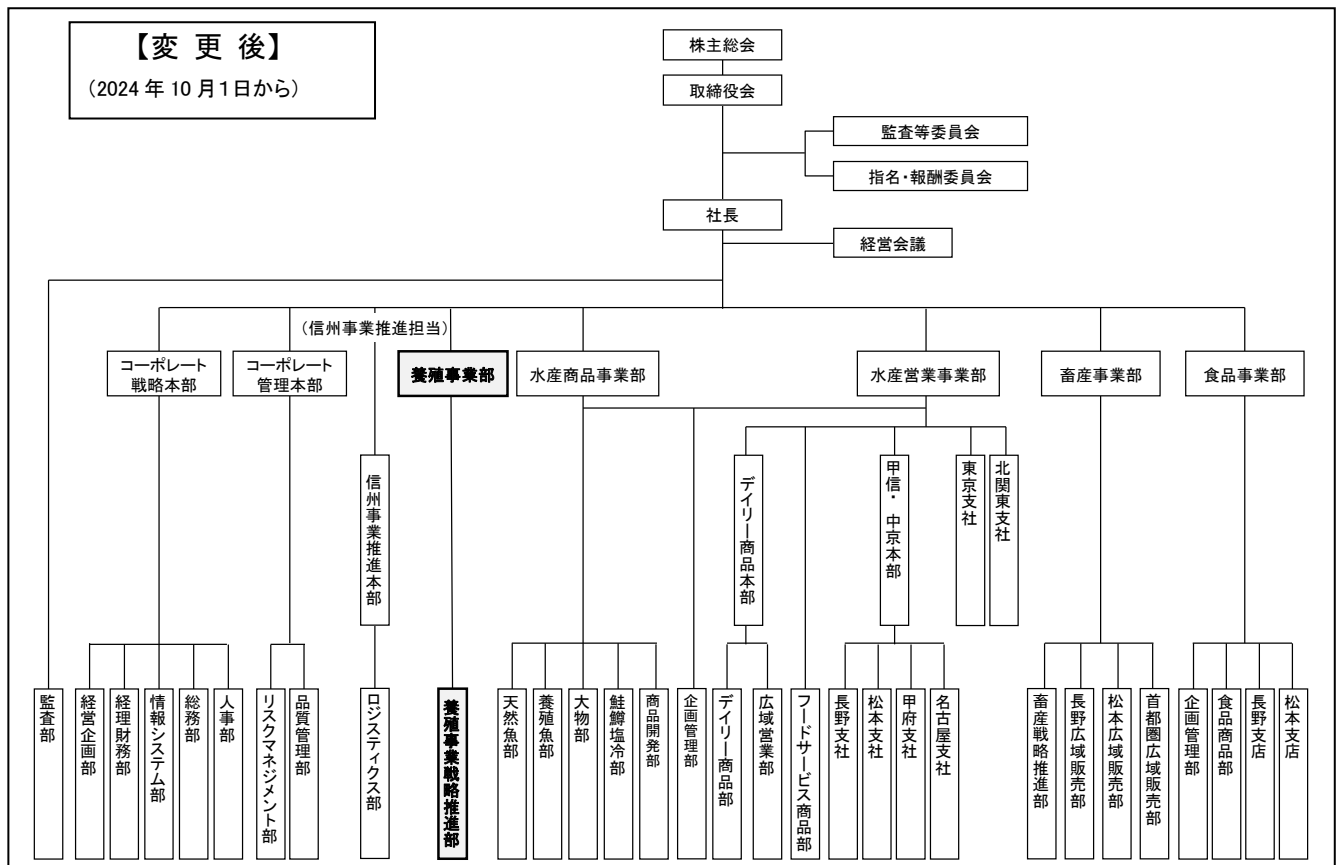 【変 更 後】
(2024 年 10 月1日から)
株主総会
取締役会
監査等委員会
指名・報酬委員会
社長
経営会議
(信州事業推進担当)
コーポレート
戦略本部
コーポレート
管理本部
養殖事業部
水産商品事業部
水産営業事業部
畜産事業部
食品事業部
信州事業推進本部
デイリー商品本部
甲信・中京本部
東京支社
北関東支社
監査部
経営企画部
経理財務部
情報システム部
総務部
人事部
リスクマネジメント部
品質管理部
ロジスティクス部
養殖事業戦略推進部
天然魚部
養殖魚部
大物部
鮭鱒塩冷部
商品開発部
企画管理部
デイリー商品部
広域営業部
フードサービス商品部
長野支社
松本支社
甲府支社
名古屋支社
畜産戦略推進部
長野広域販売部
松本広域販売部
首都圏広域販売部
企画管理部
食品商品部
長野支店
松本支店